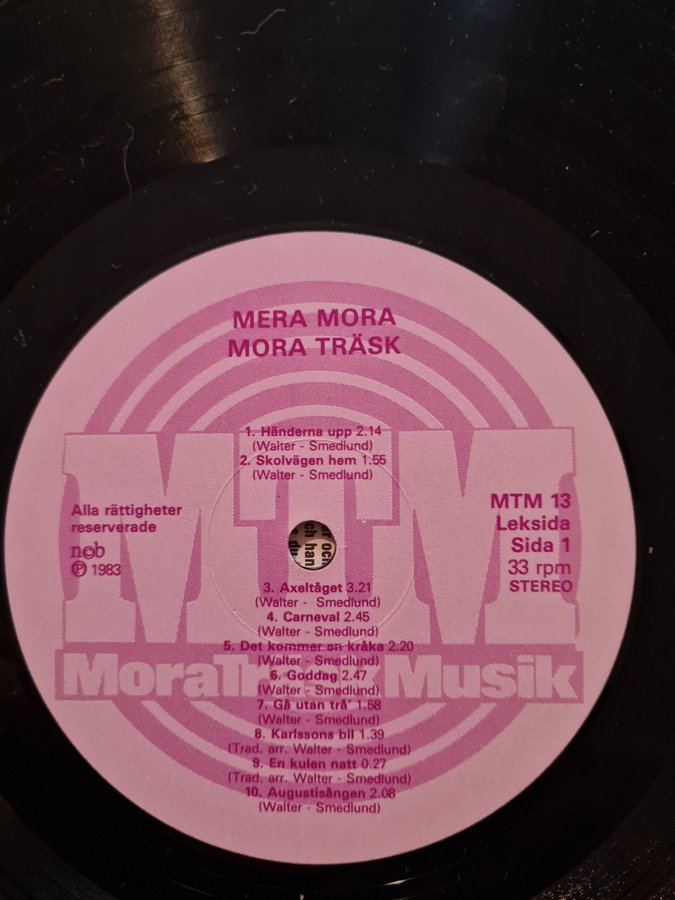 MERA MORA
MORA TRÄSK
1. Händerna upp 2.14
(Walter - Smedlund)
2. Skolvägen hem 1.55
(Walter - Smedlund)
Alla rättigheter
reserverade
ncb
Ⓟ 1983
MTM 13
Leksida
Sida 1
33 rpm
STEREO
MTM
och
ch han
du
3. Axeltåget 3.21
(Walter - Smedlund)
4. Carneval 2.45
(Walter - Smedlund)
5. Det kommer en kråka 2.20
(Walter - Smedlund)
6. Goddag 2.47
(Walter - Smedlund)
7. Gå utan trå' 1.58
(Walter - Smedlund)
8. Karlssons bil 1.39
(Trad. arr. Walter - Smedlund)
9. En kulen natt 0.27
(Trad. arr. Walter - Smedlund)
10. Augustisången 2.08
(Walter - Smedlund)
MoraTräsk Musik